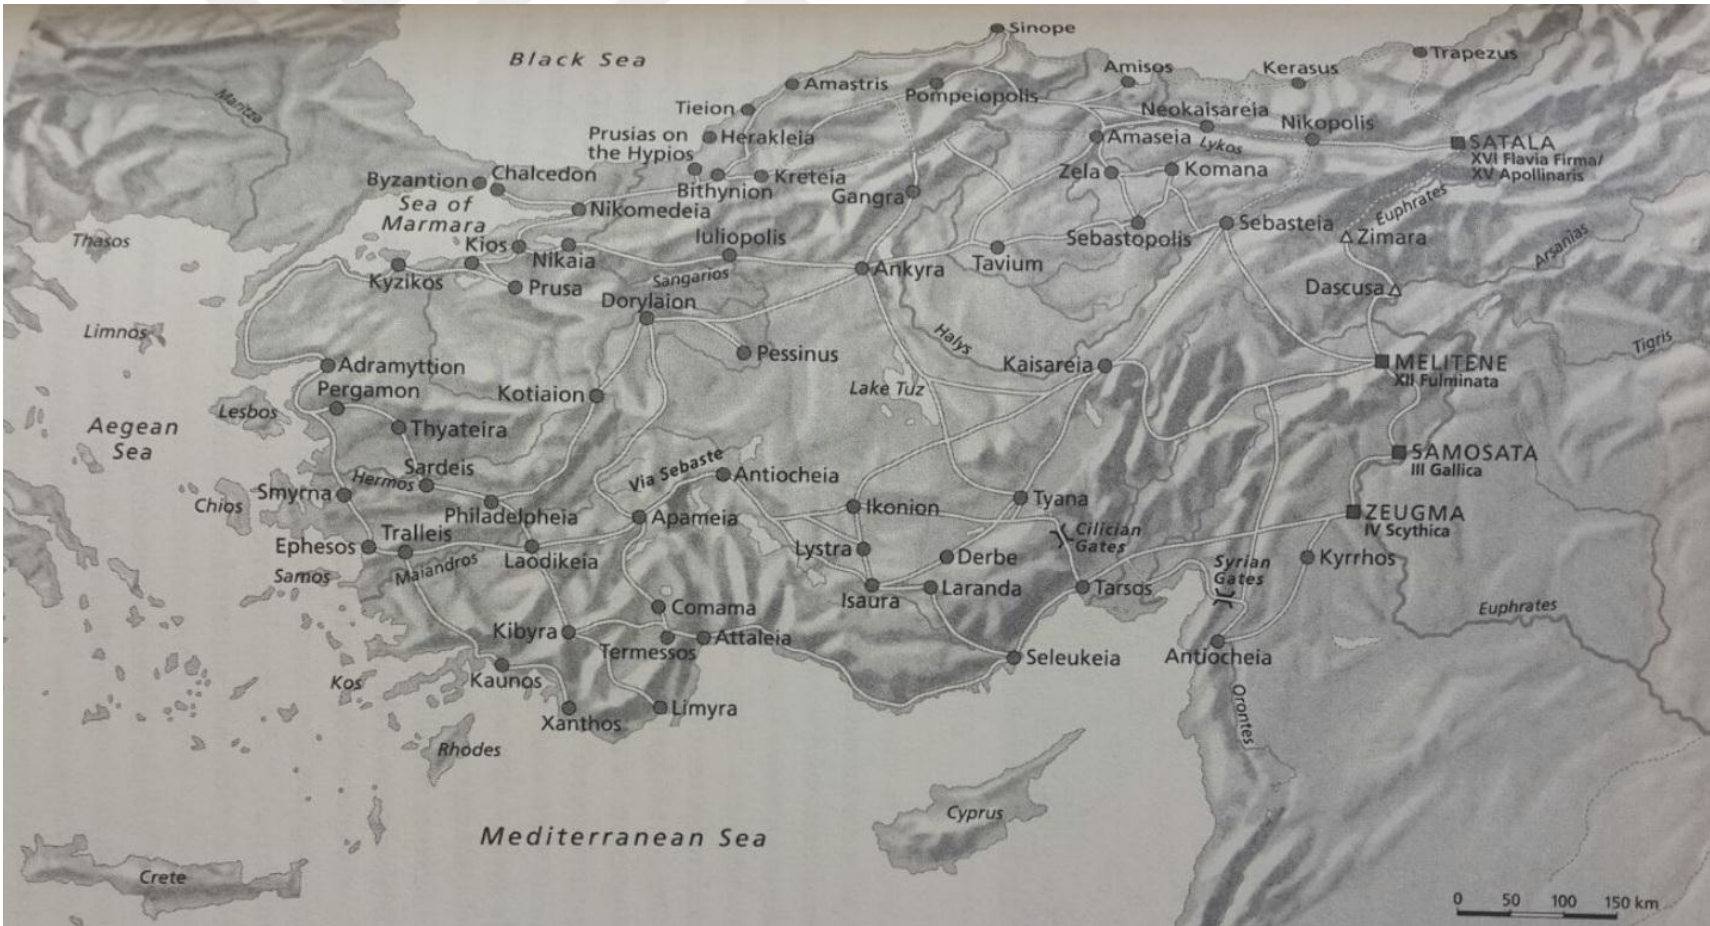 Black Sea
Sinope
Trapezus
Amisos
Kerasus
Amastris
Pompeiopolis
Maritza
Tieion
Neokaisareia
Prusias on
the Hypios
Herakleia
Nikopolis
Amaseia
Lykos
SATALA
XVI Flavia Firma/
XV Apollinaris
Byzantion
Chalcedon
Bithynion
Kreteia
Zela
Komana
Gangra
Sea of
Marmara
Nikomedeia
Euphrates
Thasos
Kios
Nikaia
Iuliopolis
Sebastopolis
Sebasteia
Zimara
Arsanias
Kyzikos
Prusa
Sangarios
Ankyra
Tavium
Dascusa
Dorylaion
Limnos
Halys
Tigris
Pessinus
Adramyttion
Kaisareia
MELITENE
XII Fulminata
Pergamon
Kotiaion
Lake Tuz
Lesbos
Aegean
Sea
Thyateira
SAMOSATA
III Gallica
Sardeis
Via Sebaste
Antiocheia
Hermos
Smyrna
Chios
Philadelpheia
Apameia
Ikonion
Tyana
ZEUGMA
IV Scythica
Ephesos
Tralleis
Maiandros
Laodikeia
Lystra
Derbe
Cilician
Gates
Syrian
Gates
Kyrrhos
Samos
Isaura
Laranda
Tarsos
Comama
Euphrates
Kibyra
Termessos
Attaleia
Seleukeia
Antiocheia
Kos
Kaunos
Xanthos
Limyra
Orontes
Rhodes
Cyprus
Mediterranean Sea
Crete
0 50 100 150 km